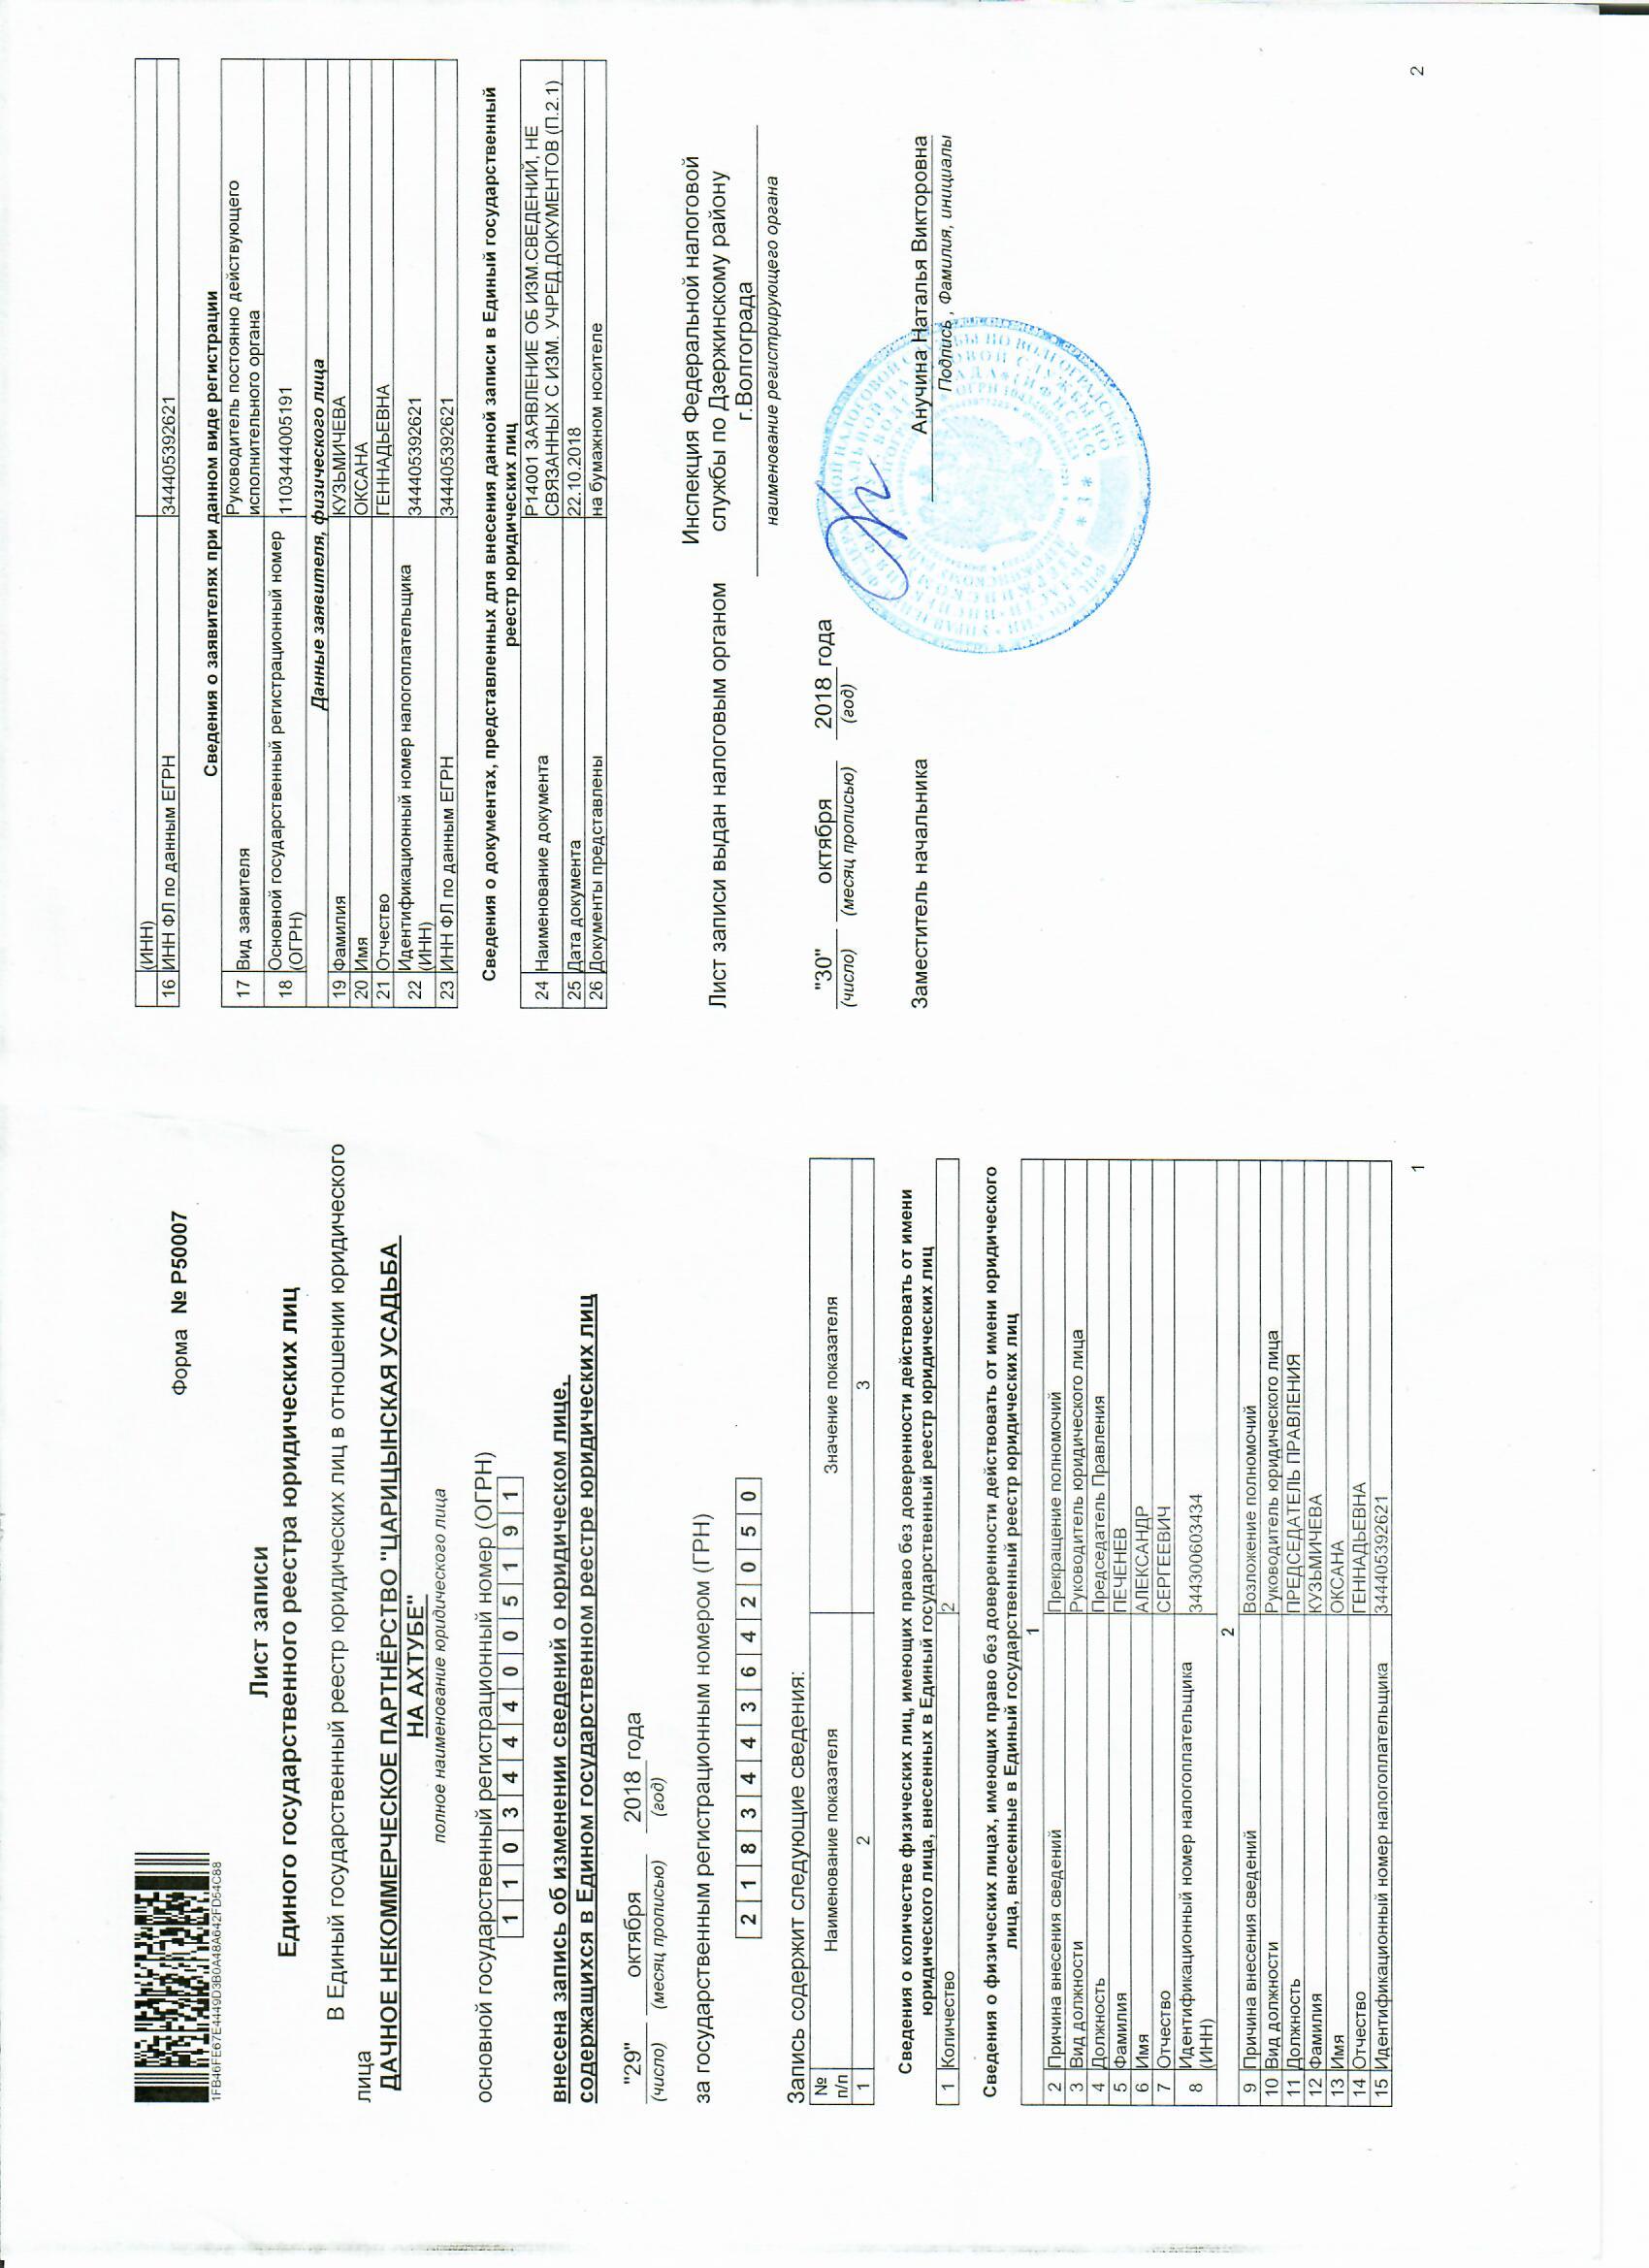 Форма № Р50007
1FB46FE67E4449D3B0A48A642FD54C88
Лист записи
Единого государственного реестра юридических лиц
В Единый государственный реестр юридических лиц в отношении юридического
лица
ДАЧНОЕ НЕКОММЕРЧЕСКОЕ ПАРТНЁРСТВО "ЦАРИЦЫНСКАЯ УСАДЬБА
НА АХТУБЕ"
полное наименование юридического лица
основной государственный регистрационный номер (ОГРН)
1 1 0 3 4 4 4 0 0 5 1 9 1
внесена запись об изменении сведений о юридическом лице,
содержащихся в Едином государственном реестре юридических лиц
"29" октября 2018 года
(число) (месяц прописью) (год)
за государственным регистрационным номером (ГРН)
2 1 8 3 4 4 3 6 4 2 0 5 0
Запись содержит следующие сведения:
№ п/п Наименование показателя Значение показателя
1 2 3
Сведения о количестве физических лиц, имеющих право без доверенности действовать от имени
юридического лица, внесенных в Единый государственный реестр юридических лиц
1 Количество 2
Сведения о физических лицах, имеющих право без доверенности действовать от имени юридического
лица, внесенные в Единый государственный реестр юридических лиц
1
2 Причина внесения сведений Прекращение полномочий
3 Вид должности Руководитель юридического лица
4 Должность Председатель Правления
5 Фамилия ПЕЧЕНЕВ
6 Имя АЛЕКСАНДР
7 Отчество СЕРГЕЕВИЧ
8 Идентификационный номер налогоплательщика (ИНН) 344300603434
2
9 Причина внесения сведений Возложение полномочий
10 Вид должности Руководитель юридического лица
11 Должность ПРЕДСЕДАТЕЛЬ ПРАВЛЕНИЯ
12 Фамилия КУЗЬМИЧЕВА
13 Имя ОКСАНА
14 Отчество ГЕННАДЬЕВНА
15 Идентификационный номер налогоплательщика 344405392621
1
(ИНН)
16 ИНН ФЛ по данным ЕГРН 344405392621
Сведения о заявителях при данном виде регистрации
17 Вид заявителя Руководитель постоянно действующего
исполнительного органа
18 Основной государственный регистрационный номер (ОГРН) 1103444005191
Данные заявителя, физического лица
19 Фамилия КУЗЬМИЧЕВА
20 Имя ОКСАНА
21 Отчество ГЕННАДЬЕВНА
22 Идентификационный номер налогоплательщика (ИНН) 344405392621
23 ИНН ФЛ по данным ЕГРН 344405392621
Сведения о документах, представленных для внесения данной записи в Единый государственный
реестр юридических лиц
24 Наименование документа Р14001 ЗАЯВЛЕНИЕ ОБ ИЗМ.СВЕДЕНИЙ, НЕ
СВЯЗАННЫХ С ИЗМ. УЧРЕД.ДОКУМЕНТОВ (П.2.1)
25 Дата документа 22.10.2018
26 Документы представлены на бумажном носителе
Лист записи выдан налоговым органом
Инспекция Федеральной налоговой
службы по Дзержинскому району
г.Волгограда
наименование регистрирующего органа
"30" октября 2018 года
(число) (месяц прописью) (год)
Заместитель начальника Анучина Наталья Викторовна
Подпись , Фамилия, инициалы
2